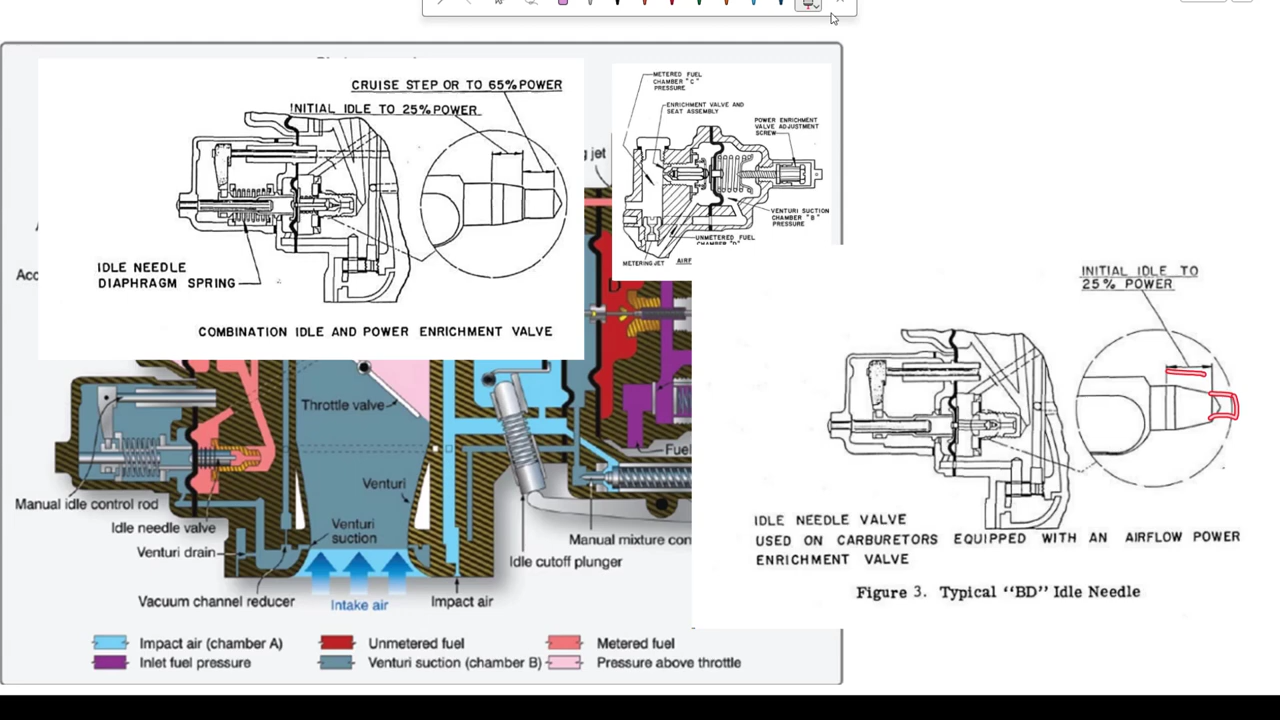 CRUISE STEP OR TO 65% POWER
INITIAL IDLE TO 25% POWER
IDLE NEEDLE
DIAPHRAGM SPRING
COMBINATION IDLE AND POWER ENRICHMENT VALVE
METERED FUEL
CHAMBER "C"
PRESSURE
ENRICHMENT VALVE AND
SEAT ASSEMBLY
POWER ENRICHMENT
VALVE ADJUSTMENT
SCREW
VENTURI SUCTION
CHAMBER "B"
PRESSURE
UNMETERED FUEL
CHAMBER "D"
METERING JET
jet
D
INITIAL IDLE TO
25% POWER
IDLE NEEDLE VALVE
USED ON CARBURETORS EQUIPPED WITH AN AIRFLOW POWER
ENRICHMENT VALVE
Figure 3. Typical "BD" Idle Needle
Throttle valve
Fuel
Venturi
Manual idle control rod
Idle needle valve
Venturi
suction
Venturi drain
Manual mixture con
Idle cutoff plunger
Vacuum channel reducer
Intake air
Impact air
Impact air (chamber A)
Unmetered fuel
Metered fuel
Inlet fuel pressure
Venturi suction (chamber B)
Pressure above throttle